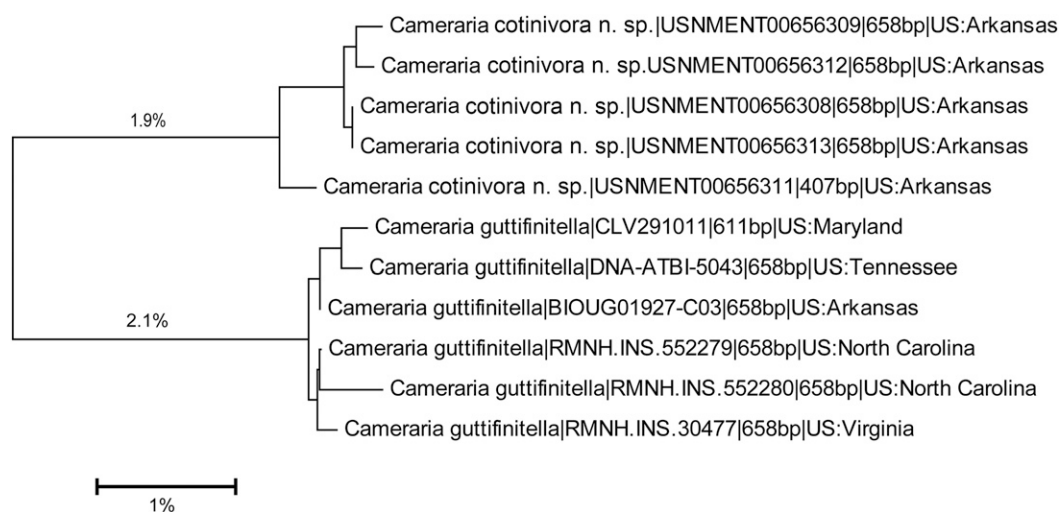 Cameraria cotinivora n. sp.|USNMENT00656309|658bp|US:Arkansas
Cameraria cotinivora n. sp.USNMENT00656312|658bp|US:Arkansas
Cameraria cotinivora n. sp.|USNMENT00656308|658bp|US:Arkansas
1.9%
Cameraria cotinivora n. sp.|USNMENT00656313|658bp|US:Arkansas
Cameraria cotinivora n. sp.|USNMENT00656311|407bp|US:Arkansas
Cameraria guttifinitella|CLV291011|611bp|US:Maryland
Cameraria guttifinitella|DNA-ATBI-5043|658bp|US:Tennessee
Cameraria guttifinitella|BIOUG01927-C03|658bp|US:Arkansas
2.1%
Cameraria guttifinitella|RMNH.INS.552279|658bp|US:North Carolina
Cameraria guttifinitella|RMNH.INS.552280|658bp|US:North Carolina
Cameraria guttifinitella|RMNH.INS.30477|658bp|US:Virginia
1%